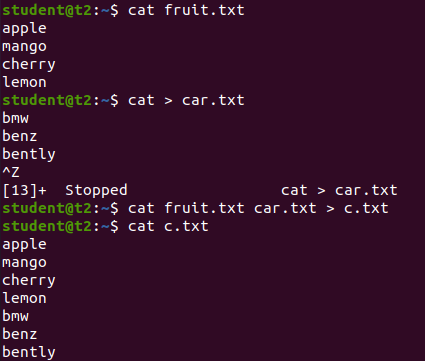 student@t2:~$ cat fruit.txt
apple
mango
cherry
lemon
student@t2:~$ cat > car.txt
bmw
benz
bently
^Z
[13]+  Stopped                 cat > car.txt
student@t2:~$ cat fruit.txt car.txt > c.txt
student@t2:~$ cat c.txt
apple
mango
cherry
lemon
bmw
benz
bently